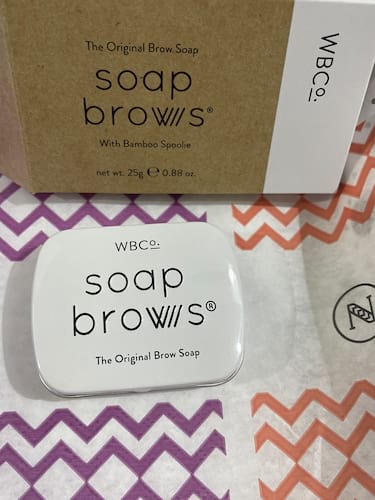 The Original Brow Soap
soap
brows®
With Bamboo Spoolie
net wt. 25g ℮ 0.88 oz.
WBCo.
WBCo.
soap
brows®
The Original Brow Soap